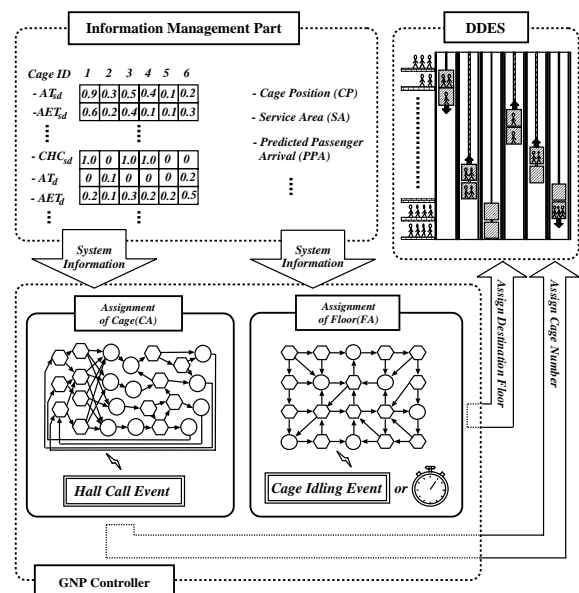 Information Management Part
DDES
Cage ID 1 2 3 4 5 6
- ATsd 0.9 0.3 0.5 0.4 0.1 0.2
-AETsd 0.6 0.2 0.4 0.1 0.1 0.3
- CHCsd 1.0 0 1.0 1.0 0 0
- ATd 0 0.1 0 0 0 0.2
- AETd 0.2 0.1 0.3 0.2 0.2 0.5
- Cage Position (CP)
- Service Area (SA)
- Predicted Passenger
Arrival (PPA)
System
Information
System
Information
Assignment
of Cage(CA)
Assignment
of Floor(FA)
Hall Call Event
Cage Idling Event or
Assign Destination Floor
Assign Cage Number
GNP Controller